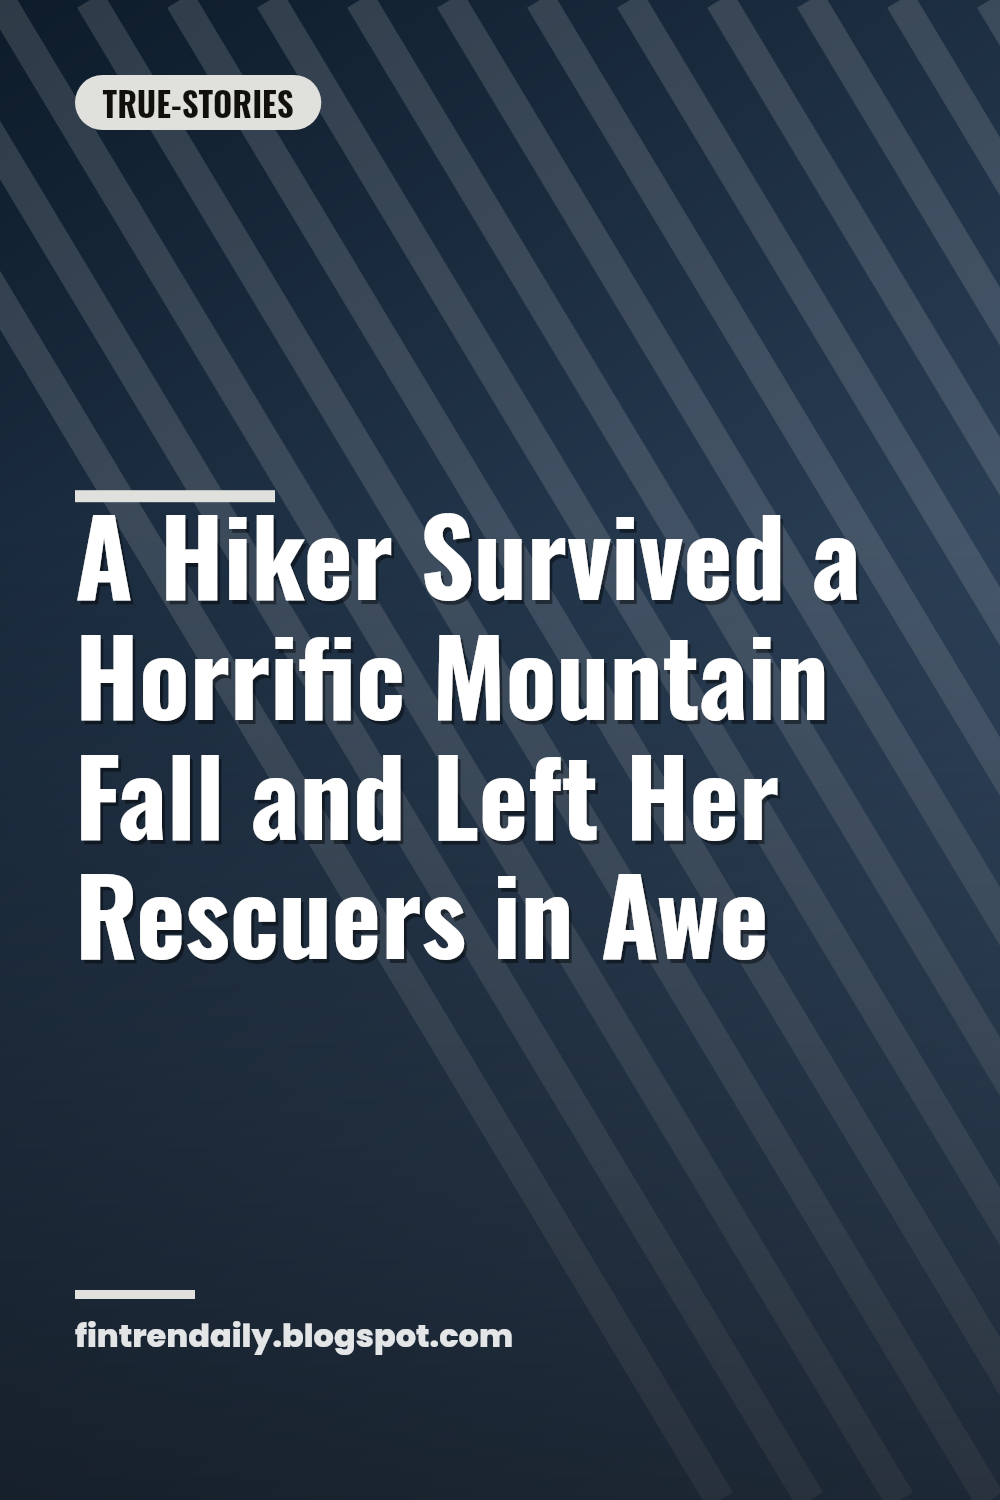 TRUE-STORIES
A Hiker Survived a
Horrific Mountain
Fall and Left Her
Rescuers in Awe
fintrendaily.blogspot.com